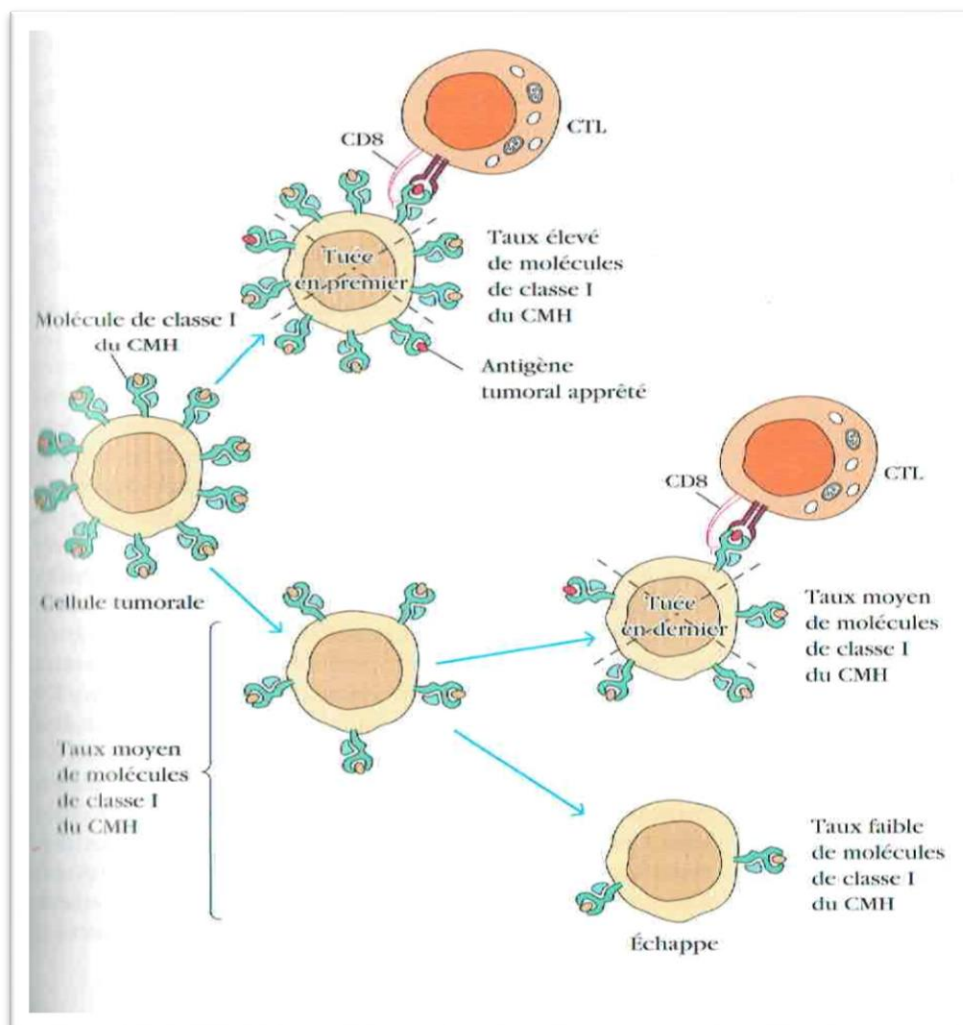 CD8
CTL
Tuée
en premier
Taux élevé
de molécules
de classe I
du CMH
Molécule de classe I
du CMH
Antigène
tumoral apprêté
Cellule tumorale
CD8
CTL
Tuée
en dernier
Taux moyen
de molécules
de classe I
du CMH
Taux moyen
de molécules
de classe I
du CMH
Taux faible
de molécules
de classe I
du CMH
Échappe